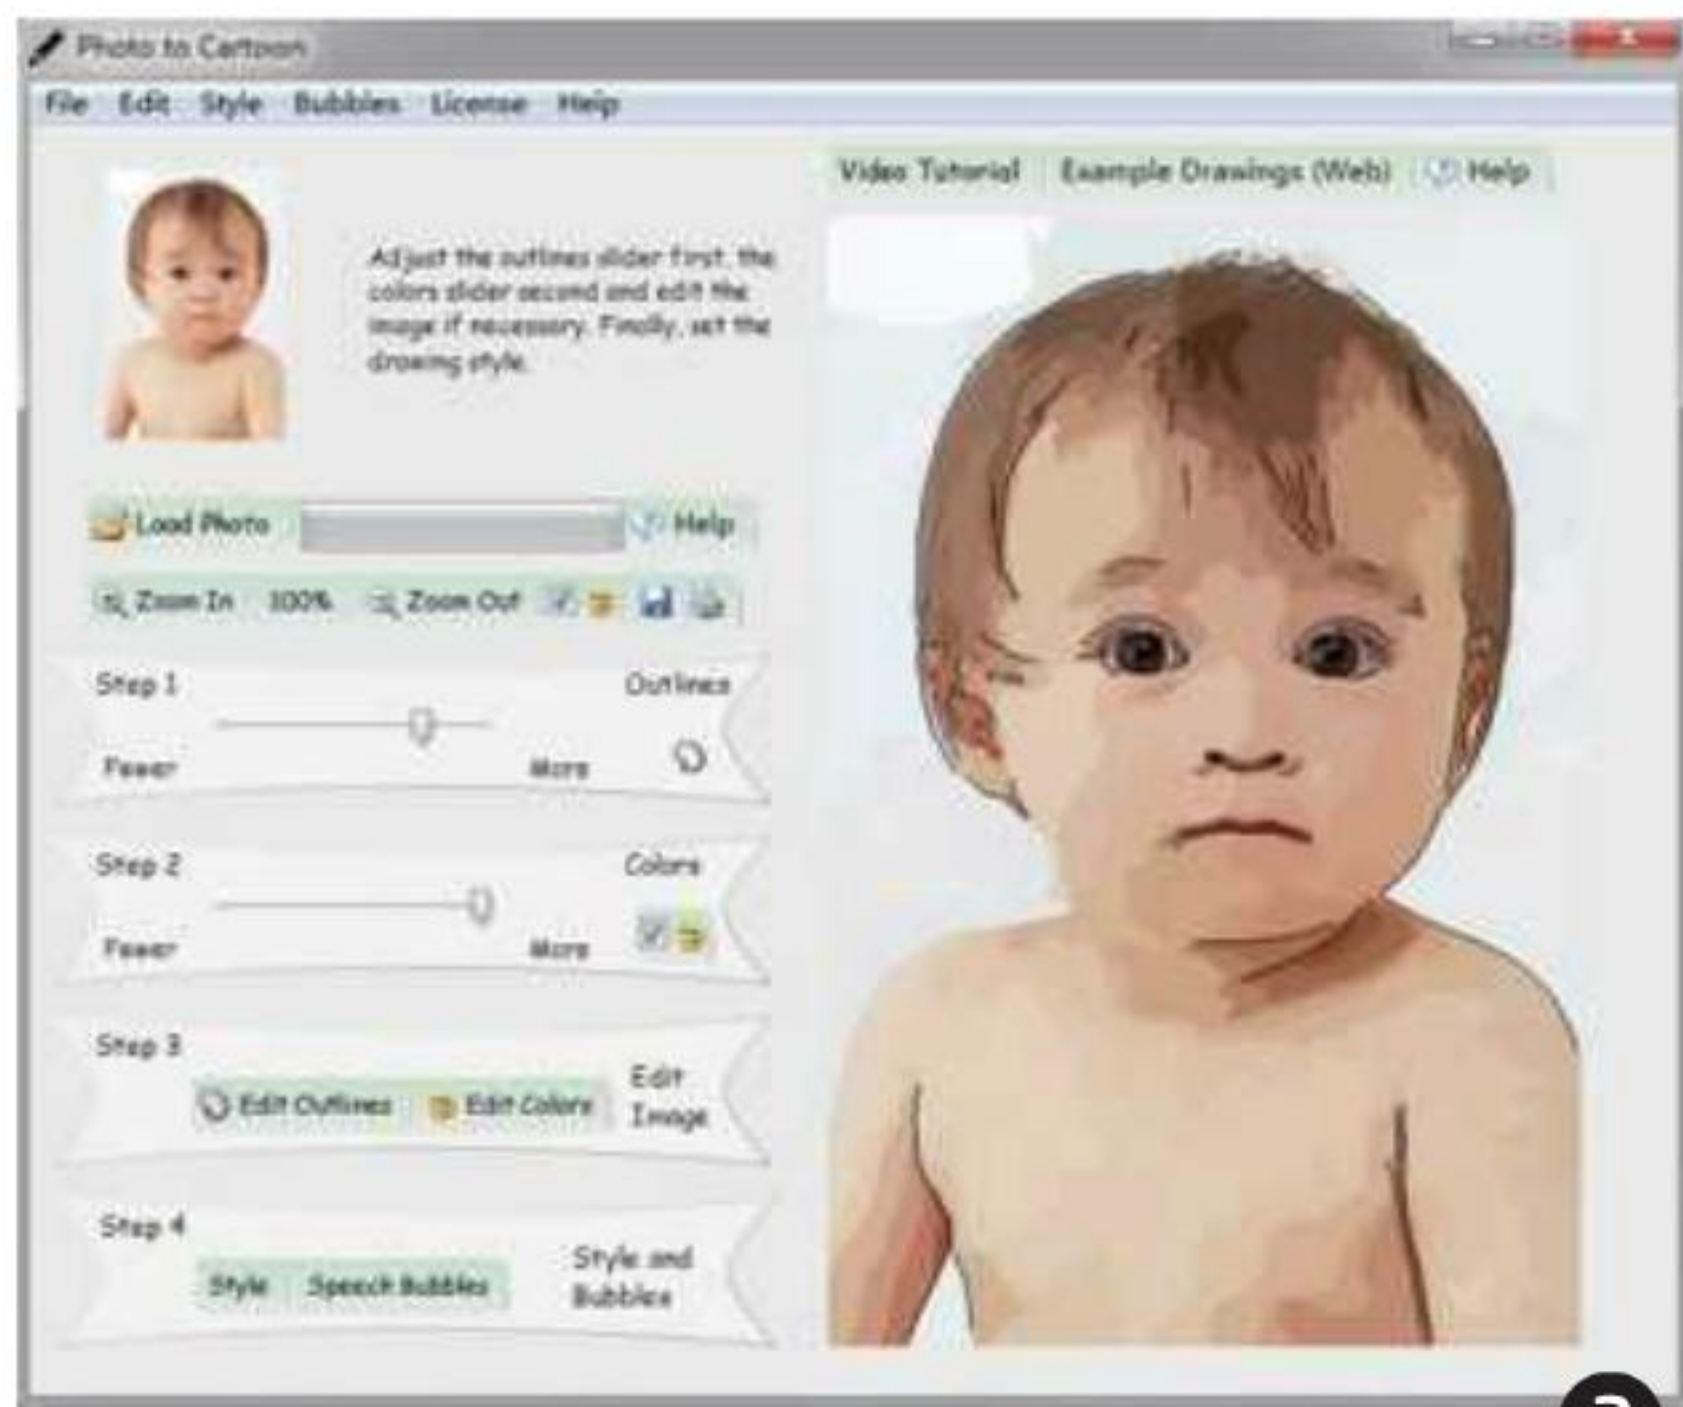 Photo to Cartoon
File Edit Style Bubbles License Help
Video Tutorial Example Drawings (Web) Help
Adjust the outlines slider first, the
colors slider second and edit the
image if necessary. Finally, set the
drawing style.
Load Photo Help
Zoom In 100% Zoom Out
Step 1 Outlines
Fewer More
Step 2 Colors
Fewer More
Step 3
Edit Outlines Edit Colors Edit
Image
Step 4
Style Speech Bubbles Style and
Bubbles